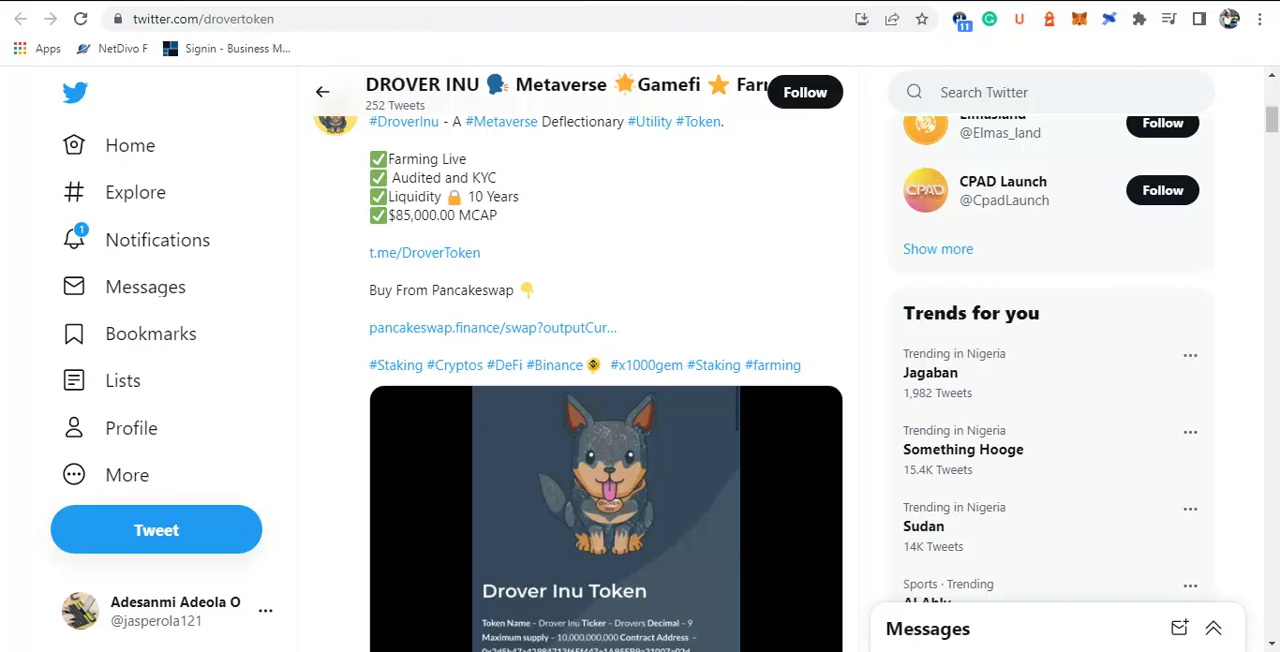 twitter.com/drovertoken
11
Apps
NetDivo F
Signin - Business M...
Home
Explore
1
Notifications
Messages
Bookmarks
Lists
Profile
More
Tweet
Adesanmi Adeola O
@jasperola121
DROVER INU 🗣️ Metaverse 🌟Gamefi ⭐
252 Tweets
Follow
#DroverInu - A #Metaverse Deflectionary #Utility #Token.
✅Farming Live
✅ Audited and KYC
✅Liquidity 🔒 10 Years
✅$85,000.00 MCAP
t.me/DroverToken
Buy From Pancakeswap 👇
pancakeswap.finance/swap?outputCur...
#Staking #Cryptos #DeFi #Binance #x1000gem #Staking #farming
Drover Inu Token
Token Name – Drover Inu Ticker – Drovers Decimal – 9
Maximum supply – 10,000,000,000 Contract Address –
Search Twitter
Elmasland
@Elmas_land
Follow
CPAD
CPAD Launch
@CpadLaunch
Follow
Show more
Trends for you
Trending in Nigeria
Jagaban
1,982 Tweets
Trending in Nigeria
Something Hooge
15.4K Tweets
Trending in Nigeria
Sudan
14K Tweets
Sports · Trending
Messages